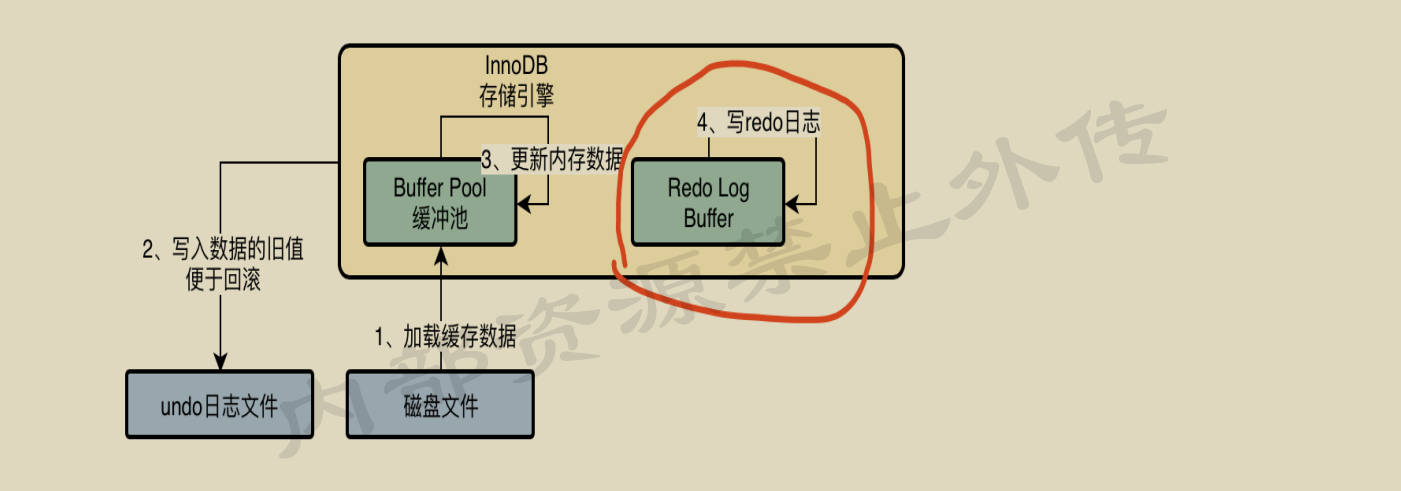 InnoDB
存储引擎
4、写redo日志
3、更新内存数据
Buffer Pool
缓冲池
Redo Log
Buffer
2、写入数据的旧值
便于回滚
1、加载缓存数据
undo日志文件
磁盘文件
内部资源禁止外传